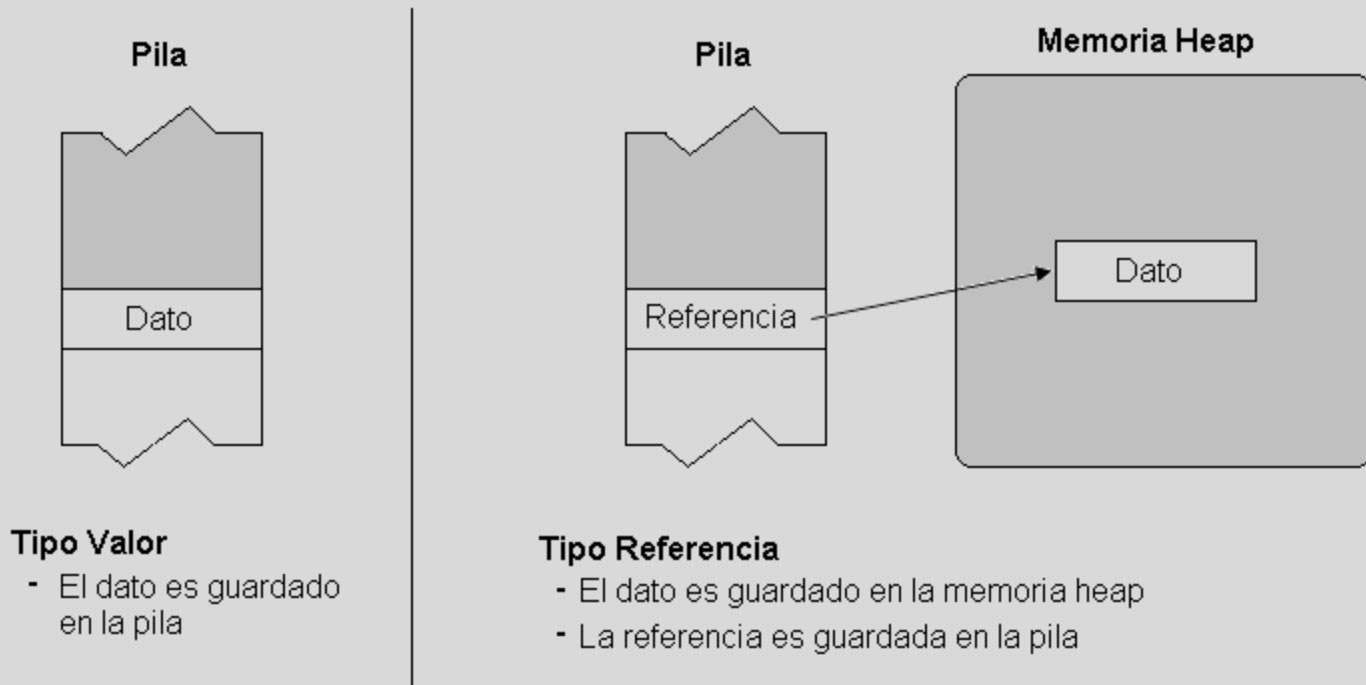 Pila
Dato
Tipo Valor
- El dato es guardado
en la pila
Pila
Memoria Heap
Referencia
Dato
Tipo Referencia
- El dato es guardado en la memoria heap
- La referencia es guardada en la pila